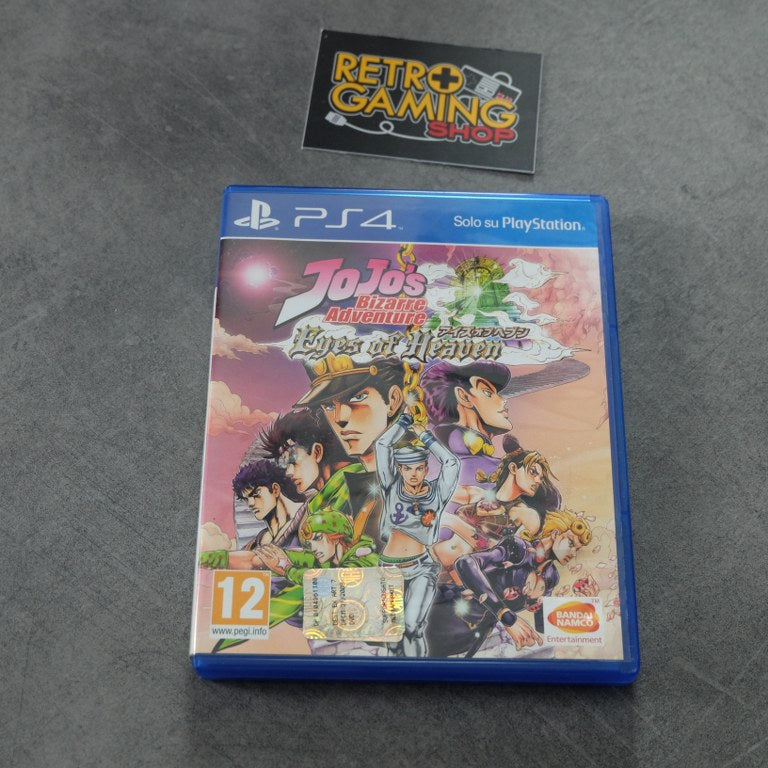 RETRO
GAMING
SHOP
PS4
Solo su PlayStation
JoJo's
Bizarre
Adventure
アイズオブヘブン
Eyes of Heaven
12
www.pegi.info
BANDAI
NAMCO
Entertainment